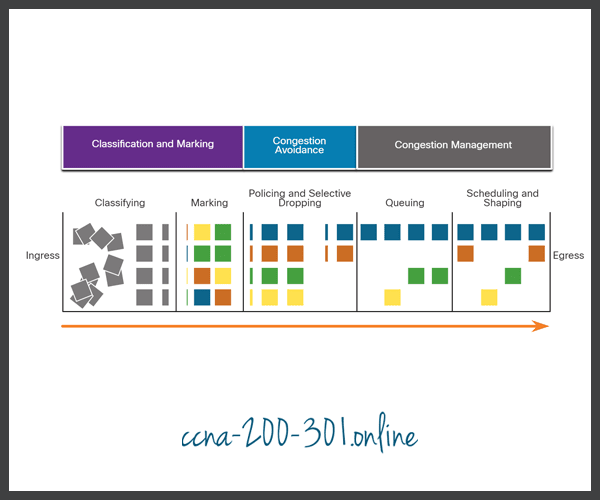 Classification and Marking
Congestion
Avoidance
Congestion Management
Classifying
Marking
Policing and Selective
Dropping
Queuing
Scheduling and
Shaping
Ingress
Egress
ccna-200-301.online